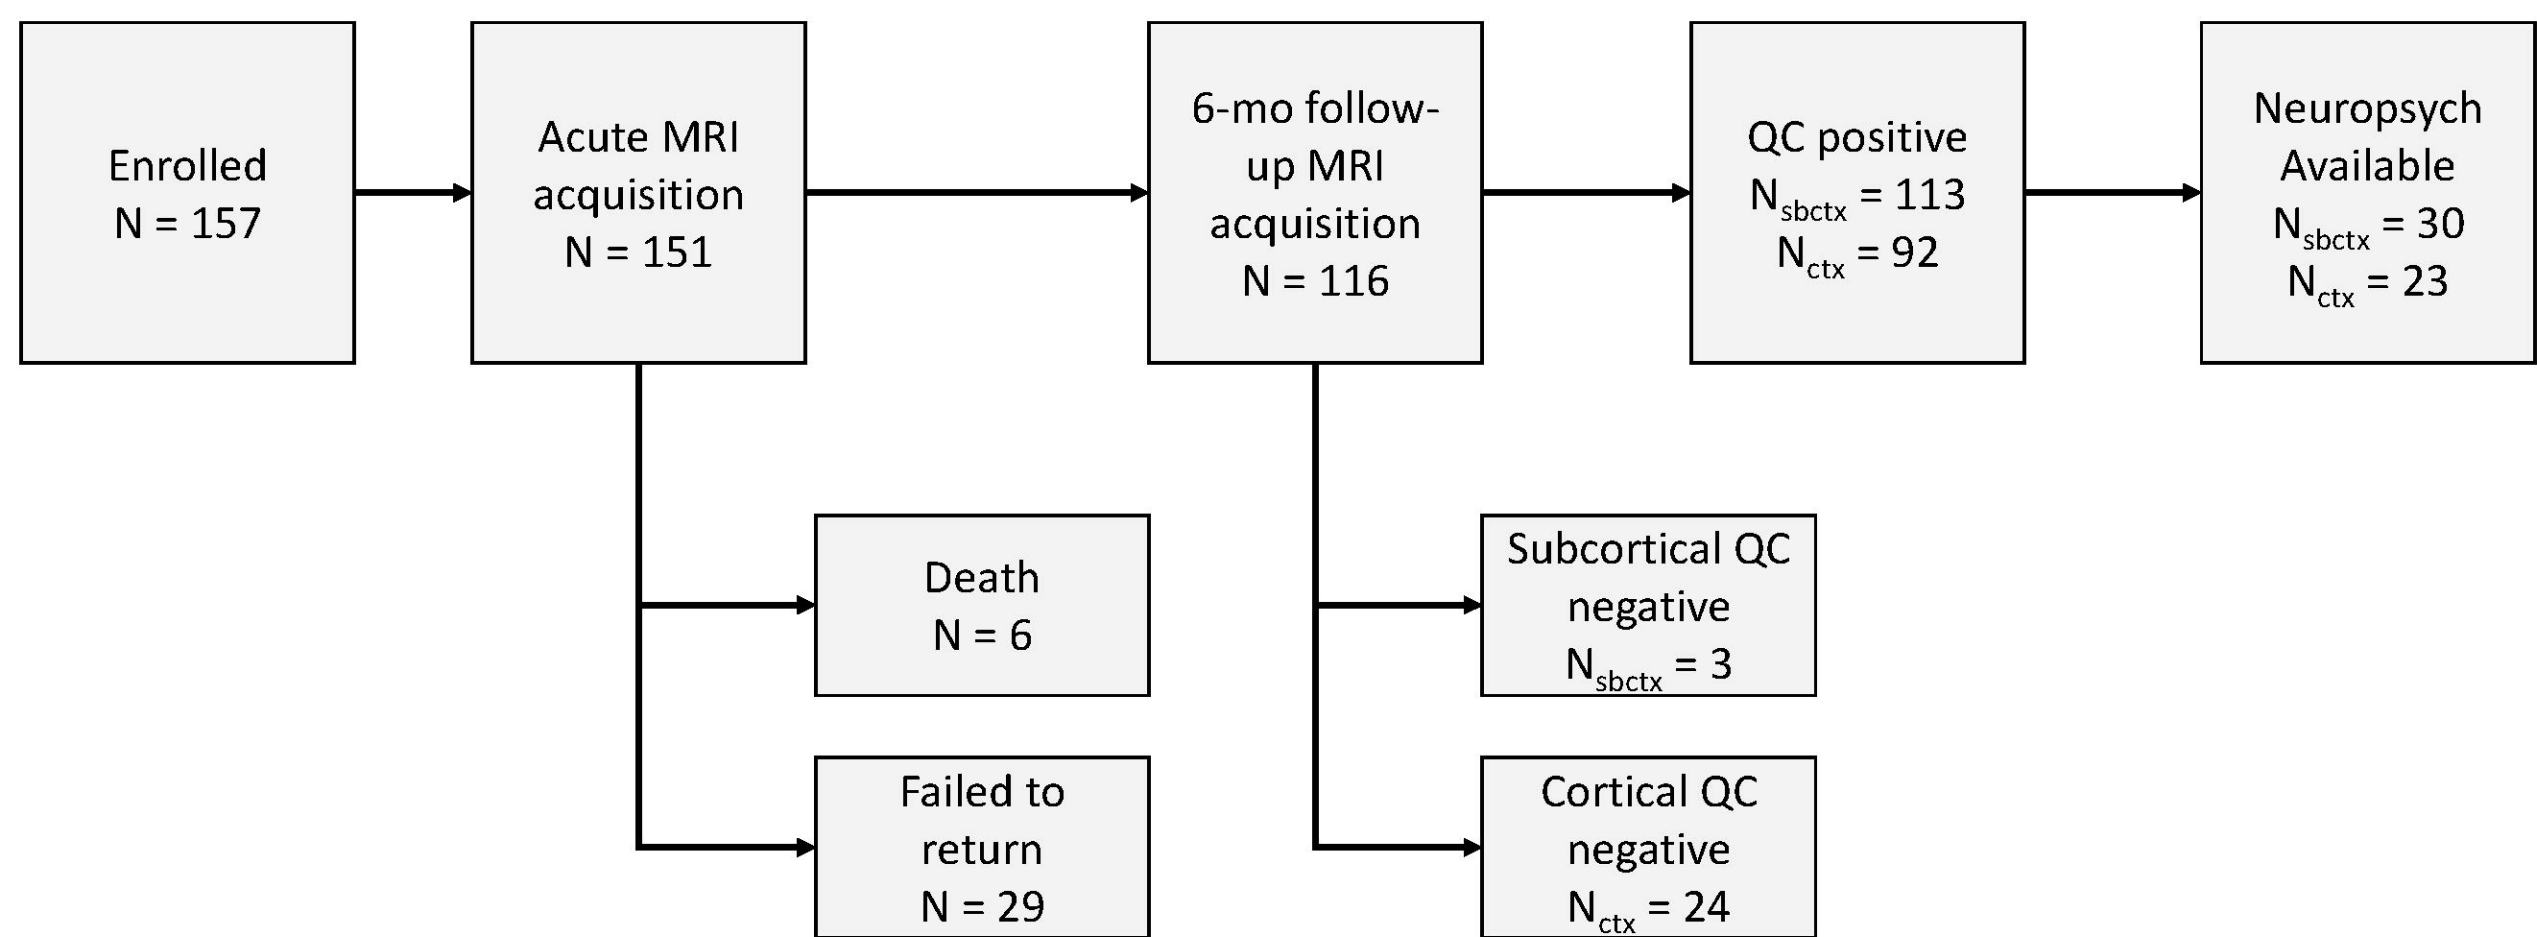 Enrolled
N = 157
Acute MRI
acquisition
N = 151
6-mo follow-
up MRI
acquisition
N = 116
QC positive
Nsbctx = 113
Nctx = 92
Neuropsych
Available
Nsbctx = 30
Nctx = 23
Death
N = 6
Subcortical QC
negative
Nsbctx = 3
Failed to
return
N = 29
Cortical QC
negative
Nctx = 24